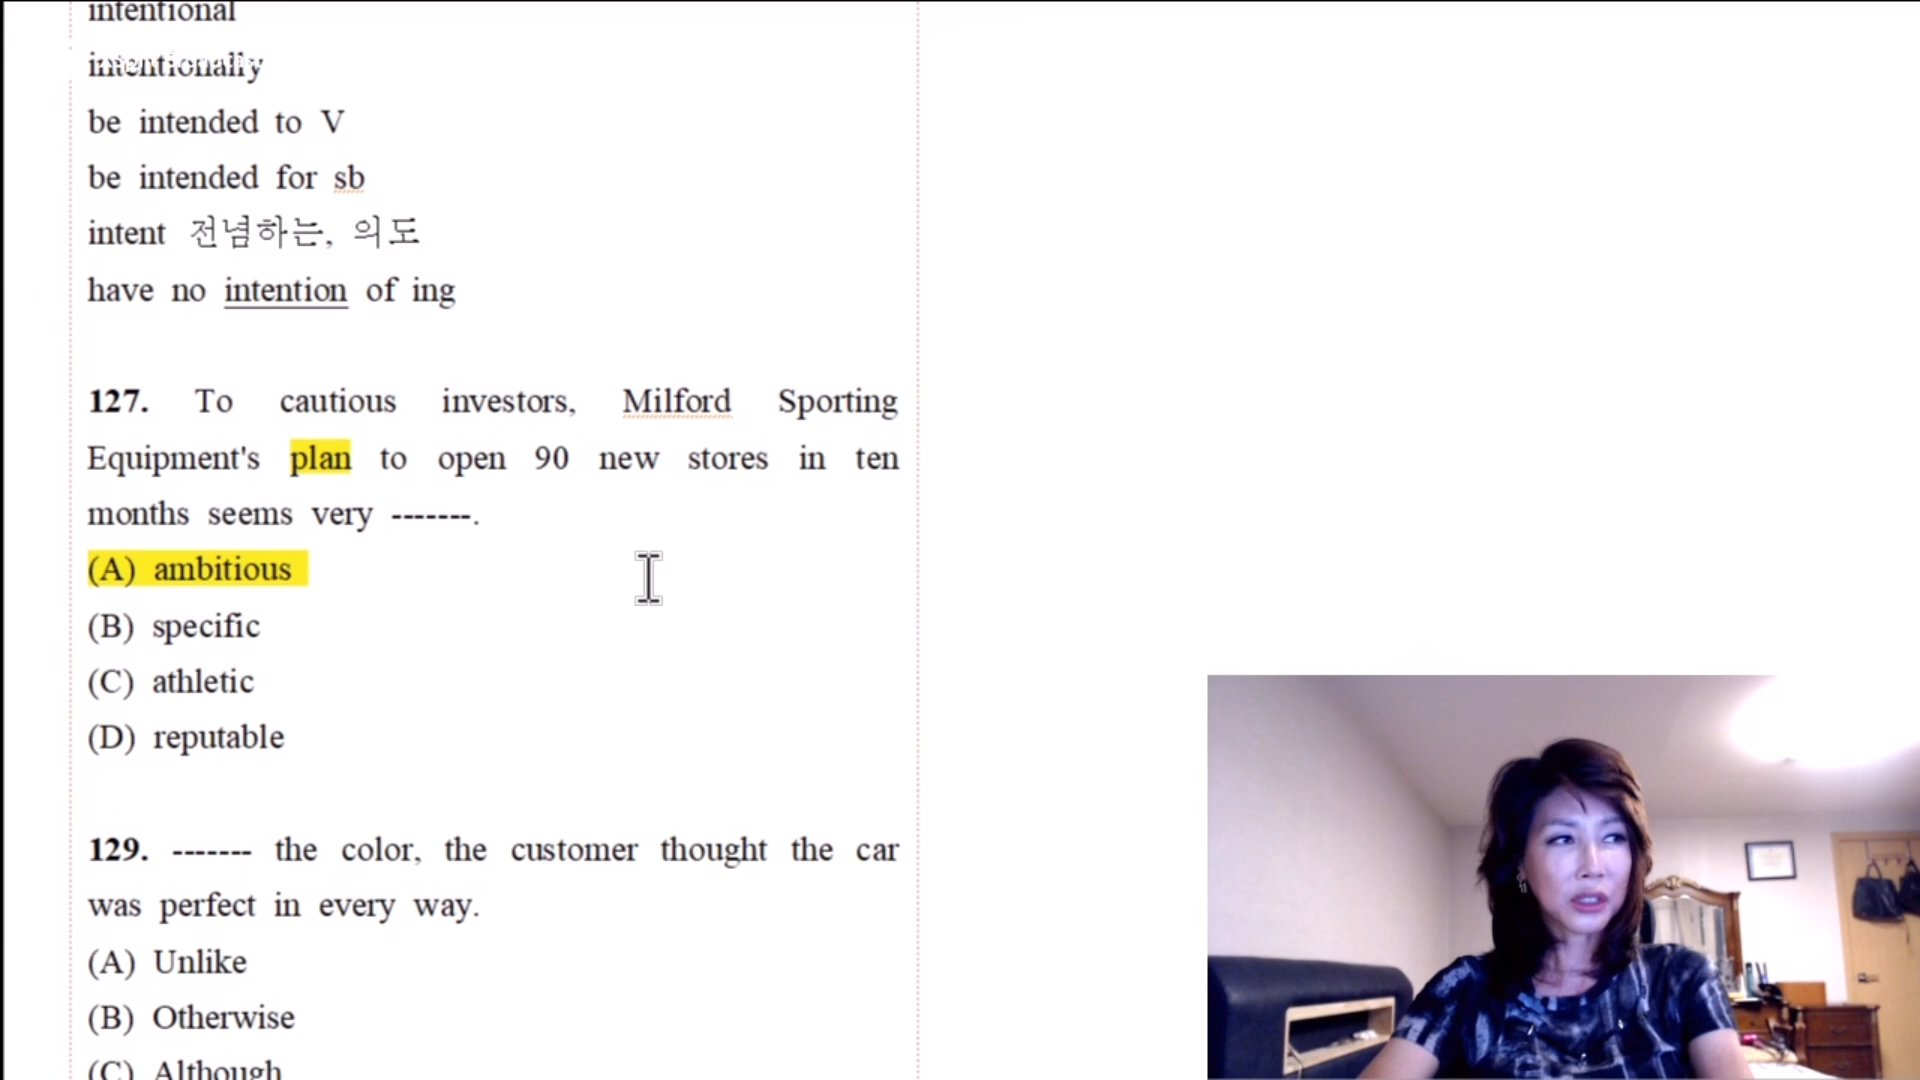 intentional
intentionally
be intended to V
be intended for sb
intent 전념하는, 의도
have no intention of ing
127. To cautious investors, Milford Sporting
Equipment's plan to open 90 new stores in ten
months seems very -------.
(A) ambitious
(B) specific
(C) athletic
(D) reputable
129. ------- the color, the customer thought the car
was perfect in every way.
(A) Unlike
(B) Otherwise
(C) Although